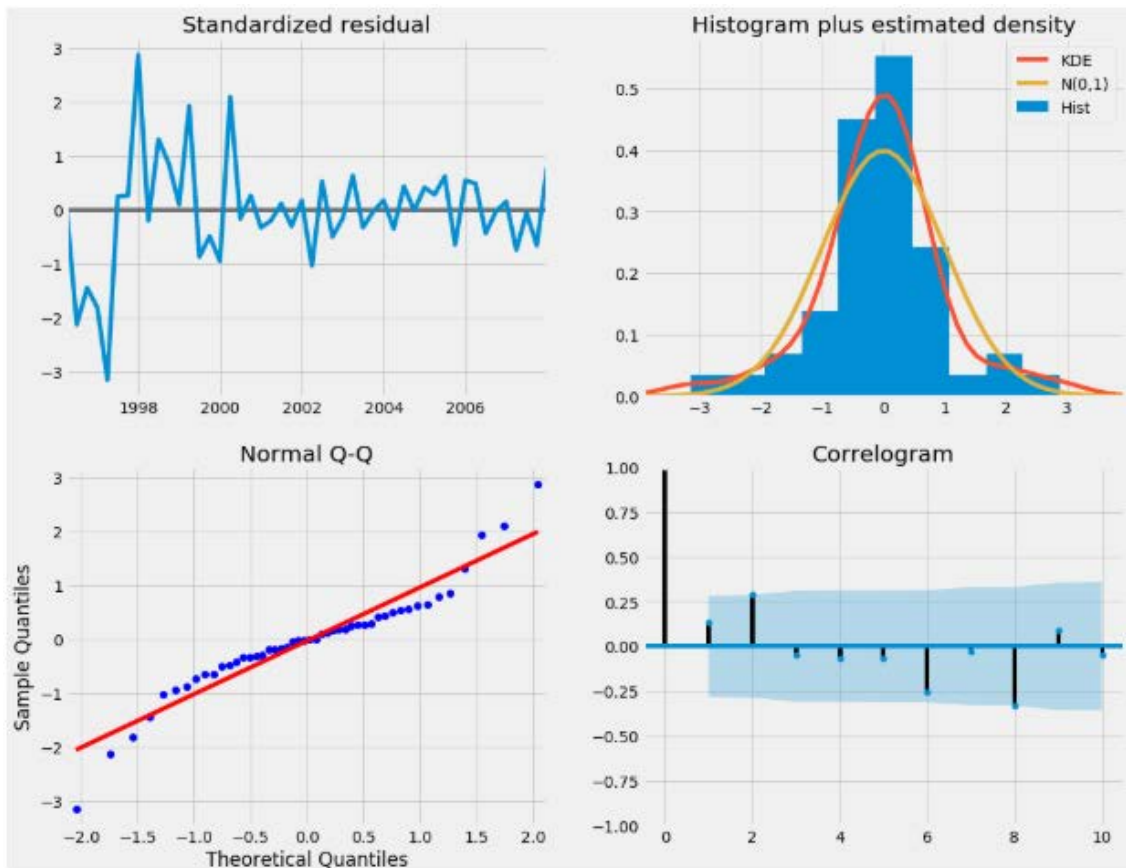 Standardized residual
3
2
1
0
−1
−2
−3
1998 2000 2002 2004 2006
Histogram plus estimated density
KDE
N(0,1)
Hist
0.5
0.4
0.3
0.2
0.1
0.0
−3 −2 −1 0 1 2 3
Normal Q-Q
Sample Quantiles
3
2
1
0
−1
−2
−3
−2.0 −1.5 −1.0 −0.5 0.0 0.5 1.0 1.5 2.0
Theoretical Quantiles
Correlogram
1.00
0.75
0.50
0.25
0.00
−0.25
−0.50
−0.75
−1.00
0 2 4 6 8 10